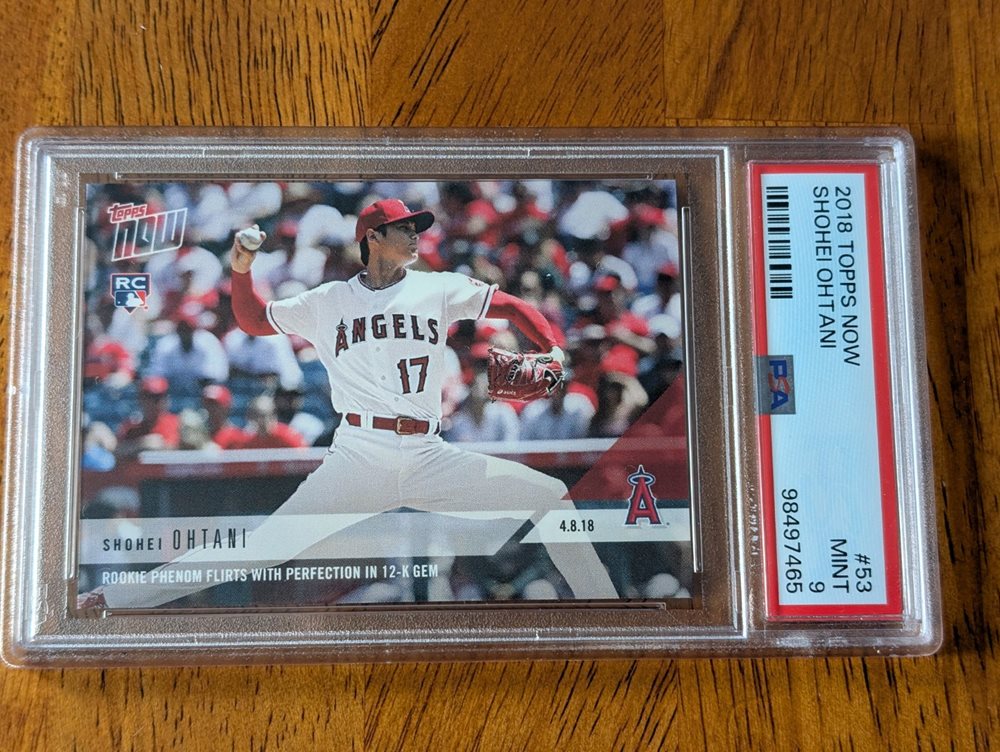 topps
NOW
RC
ANGELS
17
A
4.8.18
SHOHEI OHTANI
ROOKIE PHENOM FLIRTS WITH PERFECTION IN 12-K GEM
2018 TOPPS NOW #53
SHOHEI OHTANI MINT
9
PSA 98497465